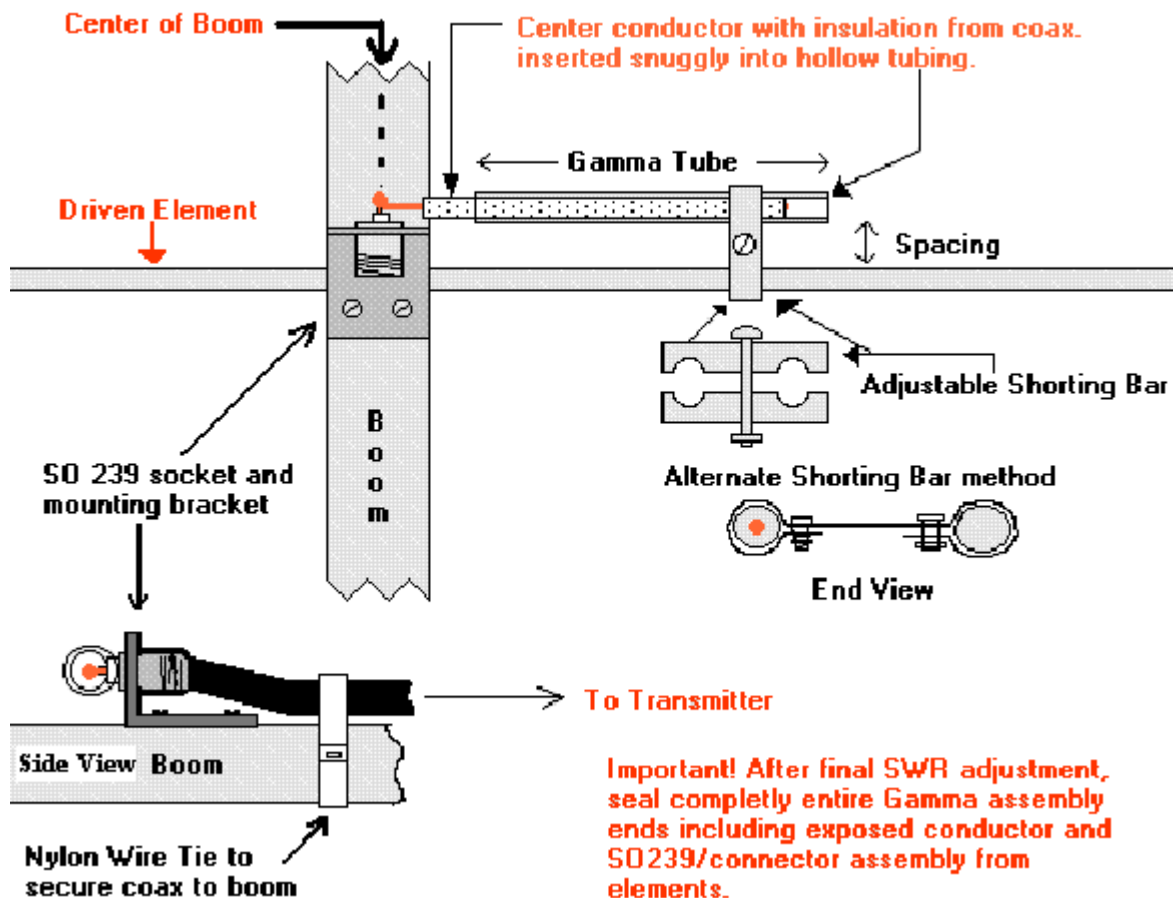 Center of Boom
Center conductor with insulation from coax.
inserted snuggly into hollow tubing.
Gamma Tube
Driven Element
Spacing
Adjustable Shorting Bar
Boom
SO 239 socket and
mounting bracket
Alternate Shorting Bar method
End View
To Transmitter
Side View Boom
Important! After final SWR adjustment,
seal completly entire Gamma assembly
ends including exposed conductor and
SO239/connector assembly from
elements.
Nylon Wire Tie to
secure coax to boom